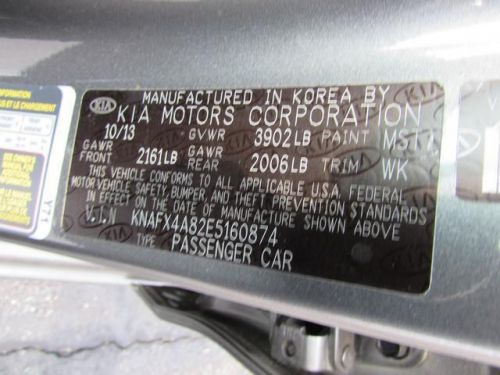 MANUFACTURED IN KOREA BY
KIA KIA MOTORS CORPORATION
10/13 GVWR 3902LB PAINT
GAWR FRONT 2161LB GAWR REAR 2006LB TRIM WK
THIS VEHICLE CONFORMS TO ALL APPLICABLE U.S.A. FEDERAL
MOTOR VEHICLE SAFETY, BUMPER, AND THEFT PREVENTION STANDARDS
IN EFFECT ON THE DATE OF MANUFACTURE SHOWN ABOVE.
V.I.N KNAFX4A82E5160874
TYPE PASSENGER CAR
Y71